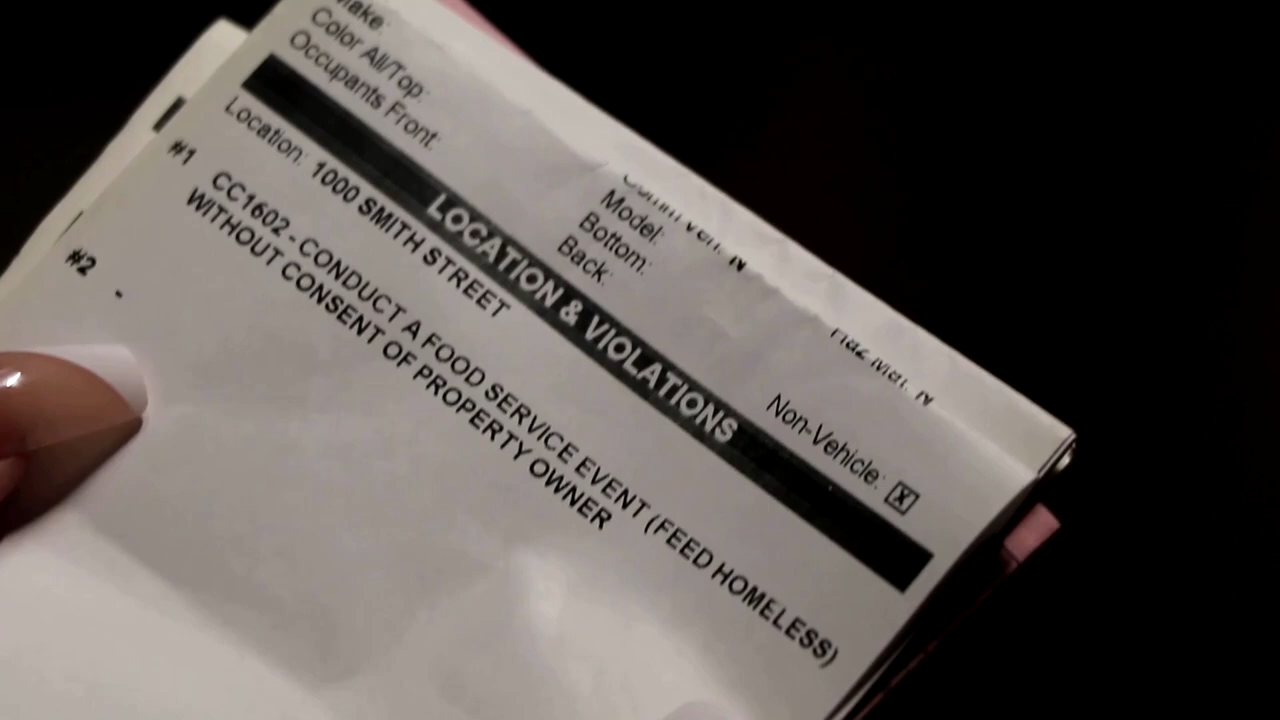 Make:
Color All/Top:
Occupants Front:
Model:
Bottom:
Back:
Non-Vehicle: X
LOCATION & VIOLATIONS
Location: 1000 SMITH STREET
#1 CC1602 - CONDUCT A FOOD SERVICE EVENT (FEED HOMELESS)
WITHOUT CONSENT OF PROPERTY OWNER
#2 -